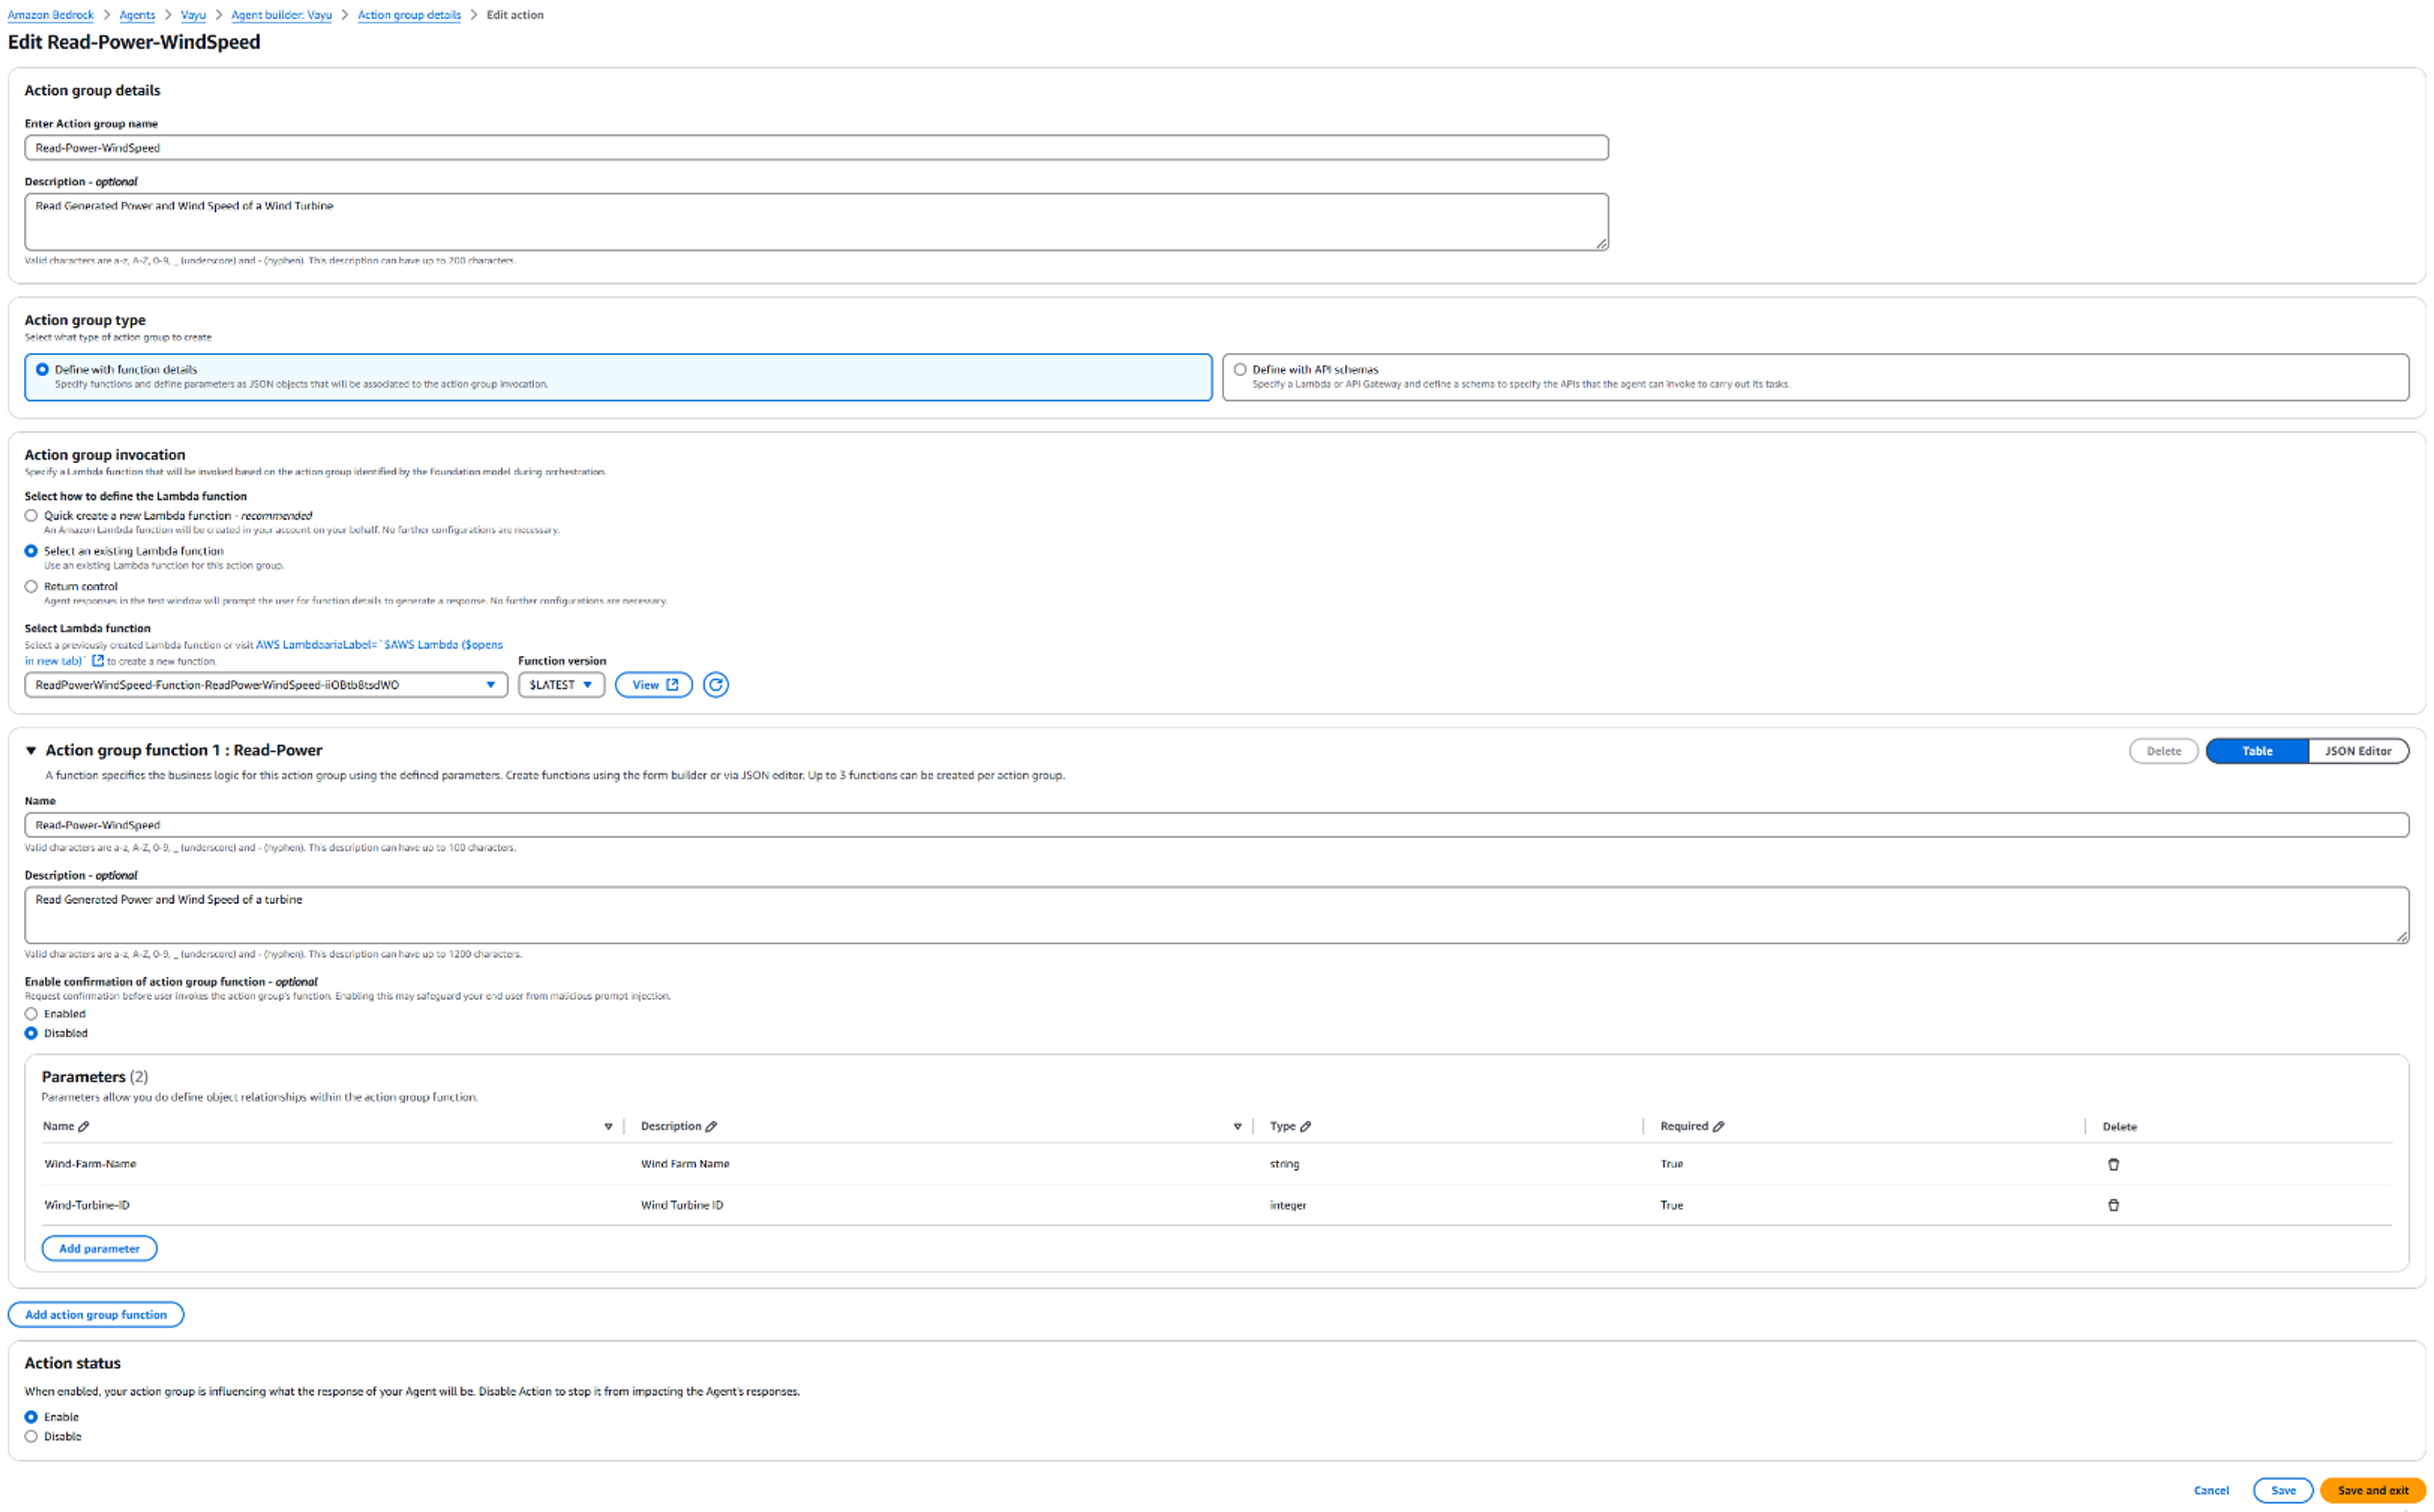 Amazon Bedrock > Agents > Vayu > Agent builder: Vayu > Action group details > Edit action
Edit Read-Power-WindSpeed
Action group details
Enter Action group name
Read-Power-WindSpeed
Description - optional
Read Generated Power and Wind Speed of a Wind Turbine
Valid characters are a-z, A-Z, 0-9, _ (underscore) and - (hyphen). This description can have up to 200 characters.
Action group type
Select what type of action group to create
Define with function details
Specify functions and define parameters as JSON objects that will be associated to the action group invocation.
Define with API schemas
Specify a Lambda or API Gateway and define a schema to specify the APIs that the agent can invoke to carry out its tasks.
Action group invocation
Specify a Lambda function that will be invoked based on the action group identified by the Foundation model during orchestration.
Select how to define the Lambda function
Quick create a new Lambda function - recommended
An Amazon Lambda function will be created in your account on your behalf. No further configurations are necessary.
Select an existing Lambda function
Use an existing Lambda function for this action group.
Return control
Agent responses in the test window will prompt the user for function details to generate a response. No further configurations are necessary.
Select Lambda function
Select a previously created Lambda function or visit AWS LambdaariaLabel=`$AWS Lambda ($opens
in new tab)` to create a new function.
Function version
ReadPowerWindSpeed-Function-ReadPowerWindSpeed-iiOBtb8tsdWO
$LATEST
View
Action group function 1 : Read-Power
Delete
Table
JSON Editor
A function specifies the business logic for this action group using the defined parameters. Create functions using the form builder or via JSON editor. Up to 3 functions can be created per action group.
Name
Read-Power-WindSpeed
Valid characters are a-z, A-Z, 0-9, _ (underscore) and - (hyphen). This description can have up to 100 characters.
Description - optional
Read Generated Power and Wind Speed of a turbine
Valid characters are a-z, A-Z, 0-9, _ (underscore) and - (hyphen). This description can have up to 1200 characters.
Enable confirmation of action group function - optional
Request confirmation before user invokes the action group's function. Enabling this may safeguard your end user from malicious prompt injection.
Enabled
Disabled
Parameters (2)
Parameters allow you do define object relationships within the action group function.
Name Description Type Required Delete
Wind-Farm-Name Wind Farm Name string True
Wind-Turbine-ID Wind Turbine ID integer True
Add parameter
Add action group function
Action status
When enabled, your action group is influencing what the response of your Agent will be. Disable Action to stop it from impacting the Agent's responses.
Enable
Disable
Cancel
Save
Save and exit